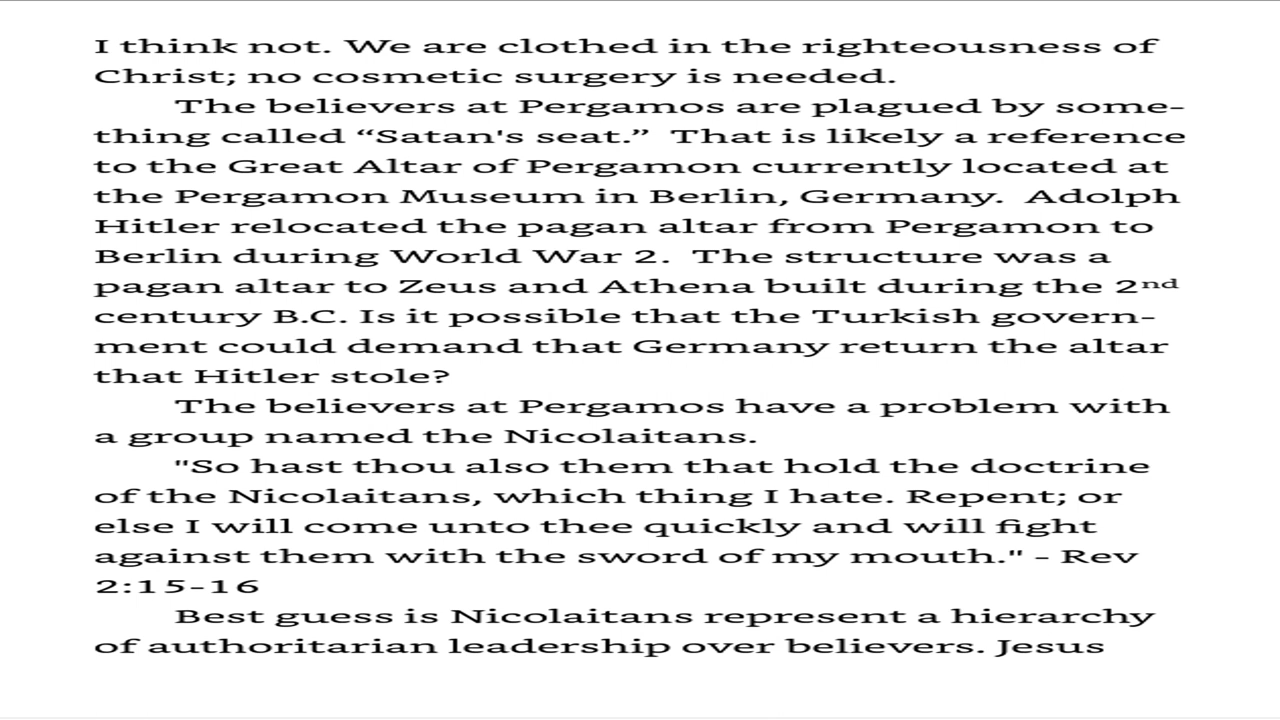 I think not. We are clothed in the righteousness of
Christ; no cosmetic surgery is needed.
The believers at Pergamos are plagued by some-
thing called “Satan's seat.”  That is likely a reference
to the Great Altar of Pergamon currently located at
the Pergamon Museum in Berlin, Germany.  Adolph
Hitler relocated the pagan altar from Pergamon to
Berlin during World War 2.  The structure was a
pagan altar to Zeus and Athena built during the 2nd
century B.C. Is it possible that the Turkish govern-
ment could demand that Germany return the altar
that Hitler stole?
The believers at Pergamos have a problem with
a group named the Nicolaitans.
"So hast thou also them that hold the doctrine
of the Nicolaitans, which thing I hate. Repent; or
else I will come unto thee quickly and will fight
against them with the sword of my mouth." - Rev
2:15-16
Best guess is Nicolaitans represent a hierarchy
of authoritarian leadership over believers. Jesus